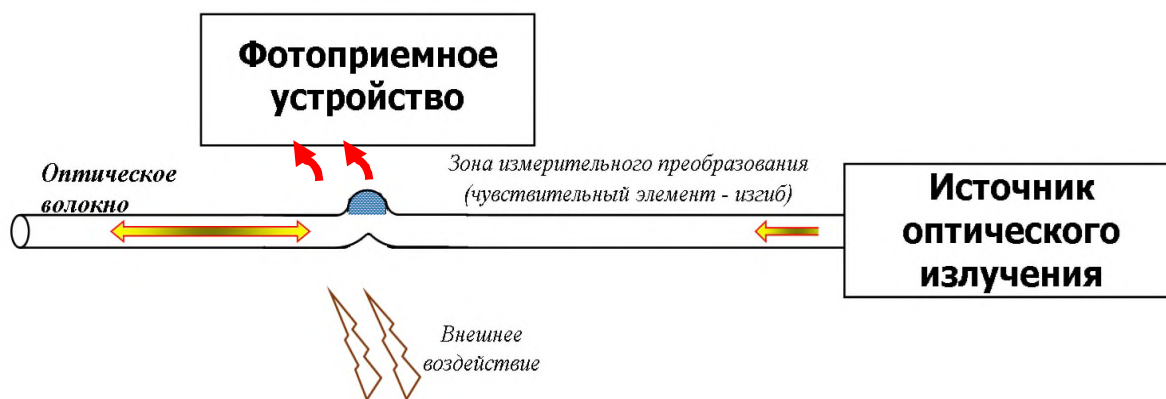 Фотоприемное
устройство
Оптическое
волокно
Зона измерительного преобразования
(чувствительный элемент - изгиб)
Источник
оптического
излучения
Внешнее
воздействие